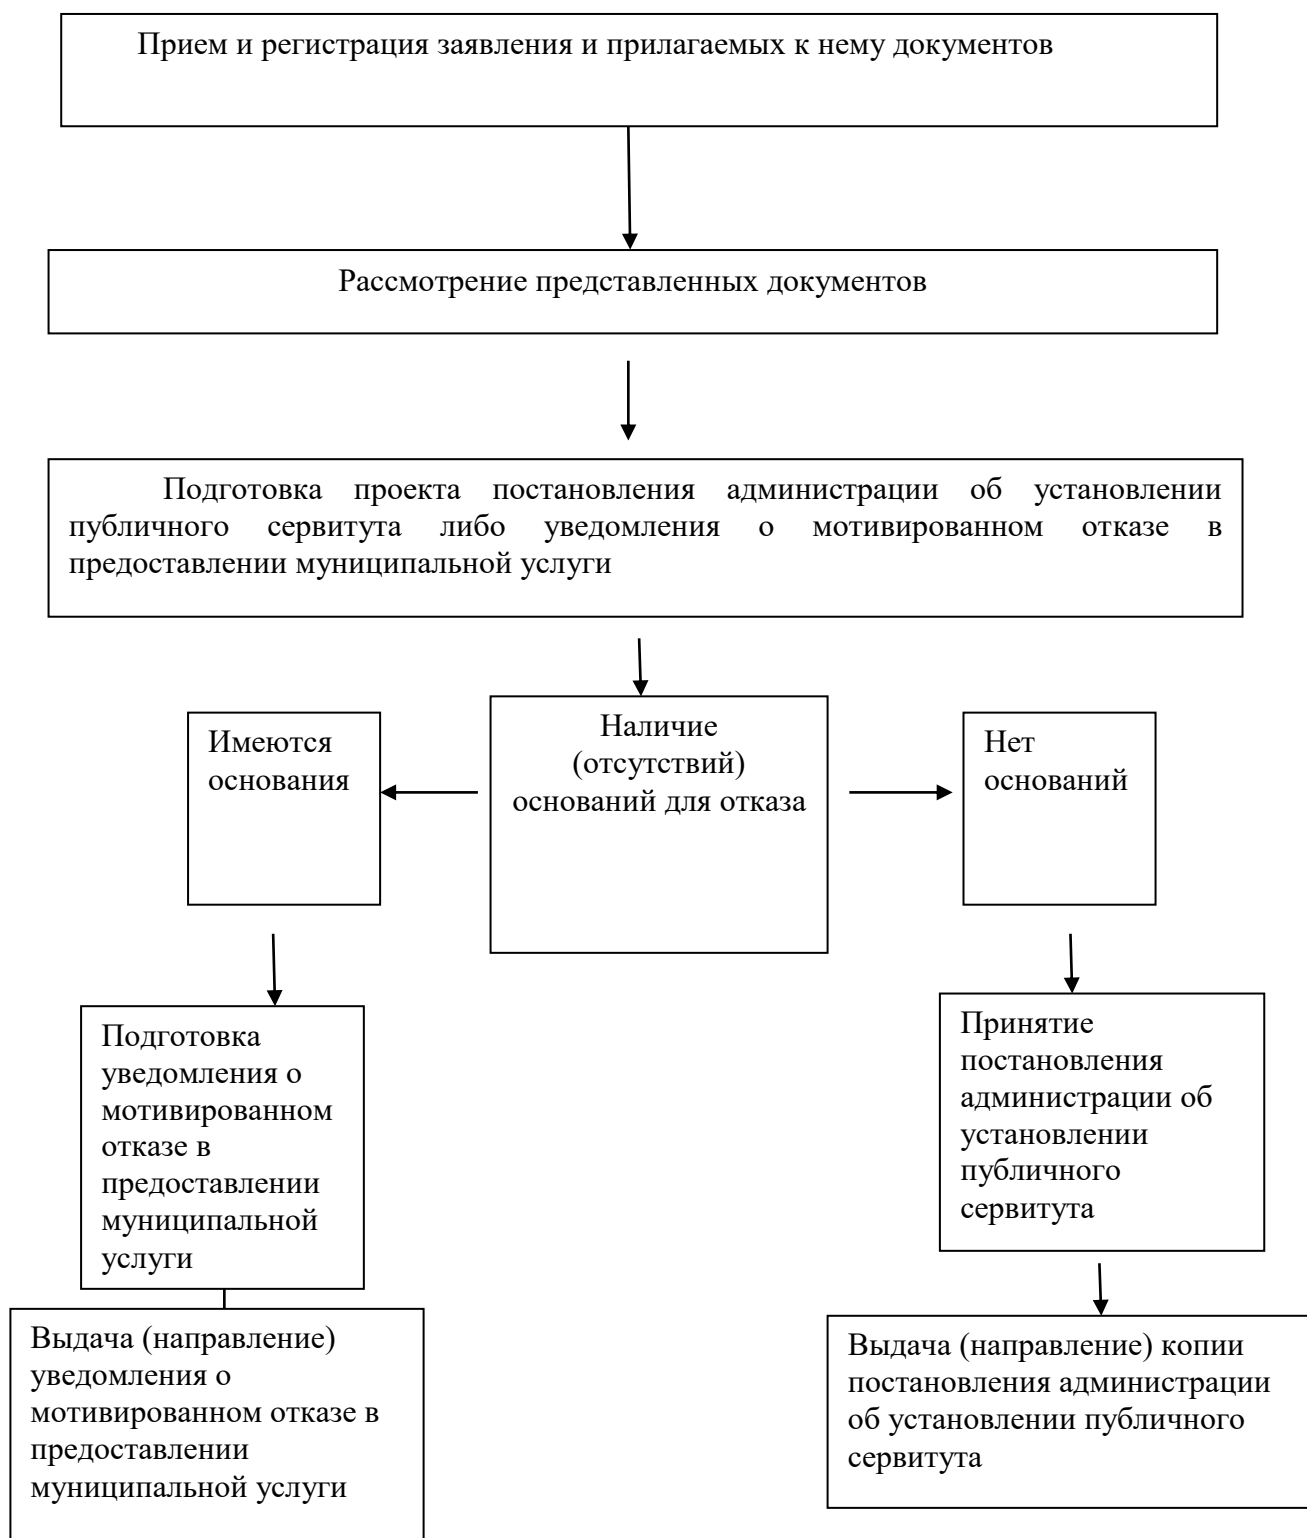 Прием и регистрация заявления и прилагаемых к нему документов
Рассмотрение представленных документов
Подготовка проекта постановления администрации об установлении
публичного сервитута либо уведомления о мотивированном отказе в
предоставлении муниципальной услуги
Имеются
основания
Наличие
(отсутствий)
оснований для отказа
Нет
оснований
Подготовка
уведомления о
мотивированном
отказе в
предоставлении
муниципальной
услуги
Принятие
постановления
администрации об
установлении
публичного
сервитута
Выдача (направление)
уведомления о
мотивированном отказе в
предоставлении
муниципальной услуги
Выдача (направление) копии
постановления администрации
об установлении публичного
сервитута